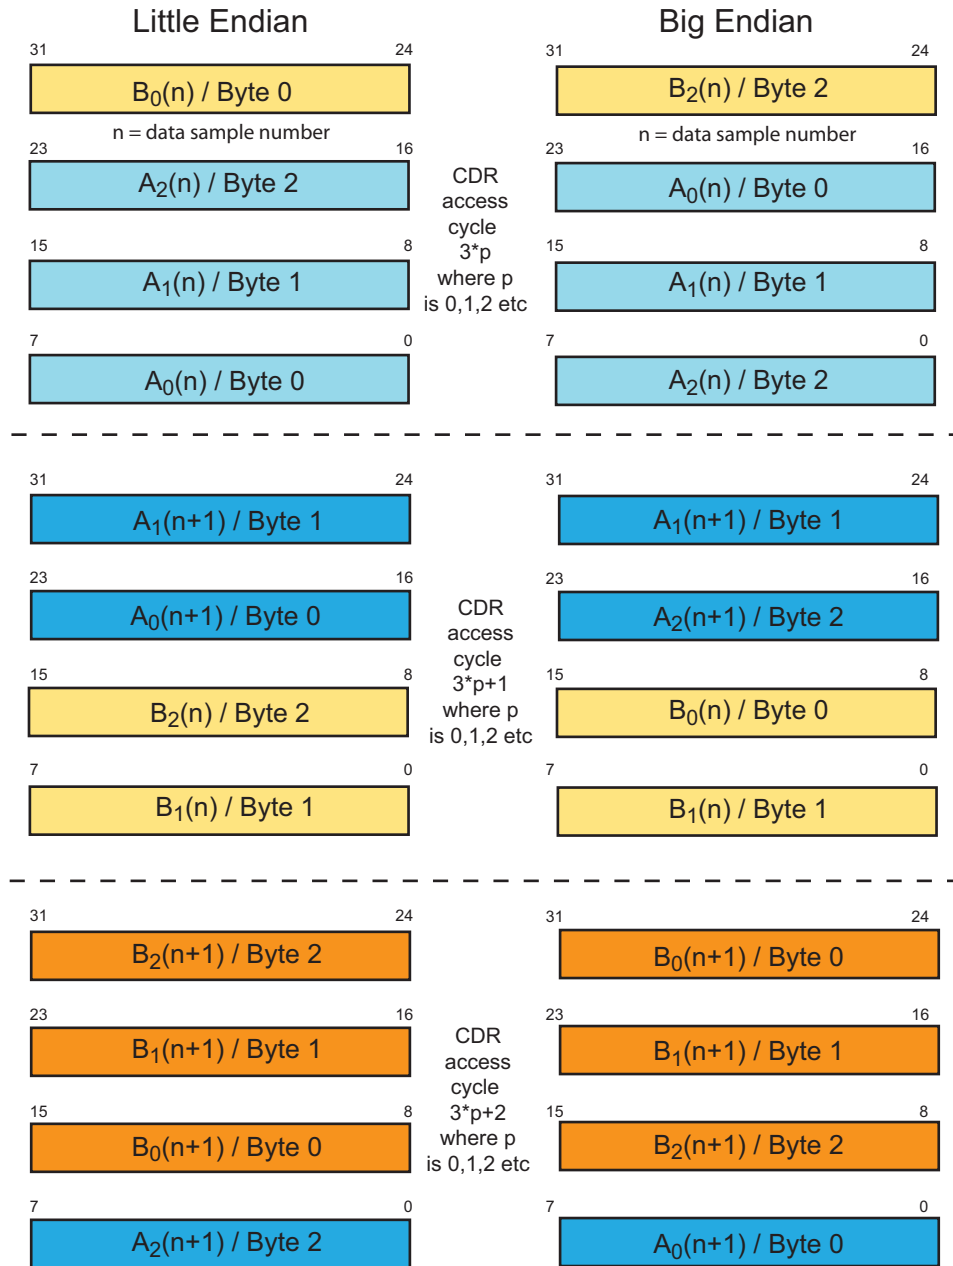 Little Endian
Big Endian
31 24
B0(n) / Byte 0
n = data sample number
23 16
A2(n) / Byte 2
15 8
A1(n) / Byte 1
7 0
A0(n) / Byte 0
CDR
access
cycle
3*p
where p
is 0,1,2 etc
31 24
B2(n) / Byte 2
n = data sample number
23 16
A0(n) / Byte 0
15 8
A1(n) / Byte 1
7 0
A2(n) / Byte 2
31 24
A1(n+1) / Byte 1
23 16
A0(n+1) / Byte 0
15 8
B2(n) / Byte 2
7 0
B1(n) / Byte 1
CDR
access
cycle
3*p+1
where p
is 0,1,2 etc
31 24
A1(n+1) / Byte 1
23 16
A2(n+1) / Byte 2
15 8
B0(n) / Byte 0
7 0
B1(n) / Byte 1
31 24
B2(n+1) / Byte 2
23 16
B1(n+1) / Byte 1
15 8
B0(n+1) / Byte 0
7 0
A2(n+1) / Byte 2
CDR
access
cycle
3*p+2
where p
is 0,1,2 etc
31 24
B0(n+1) / Byte 0
23 16
B1(n+1) / Byte 1
15 8
B2(n+1) / Byte 2
7 0
A0(n+1) / Byte 0